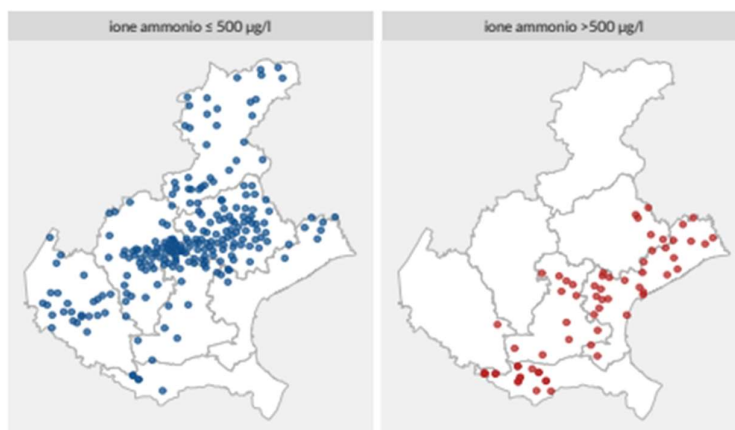 ione ammonio ≤ 500 μg/l
ione ammonio >500 μg/l